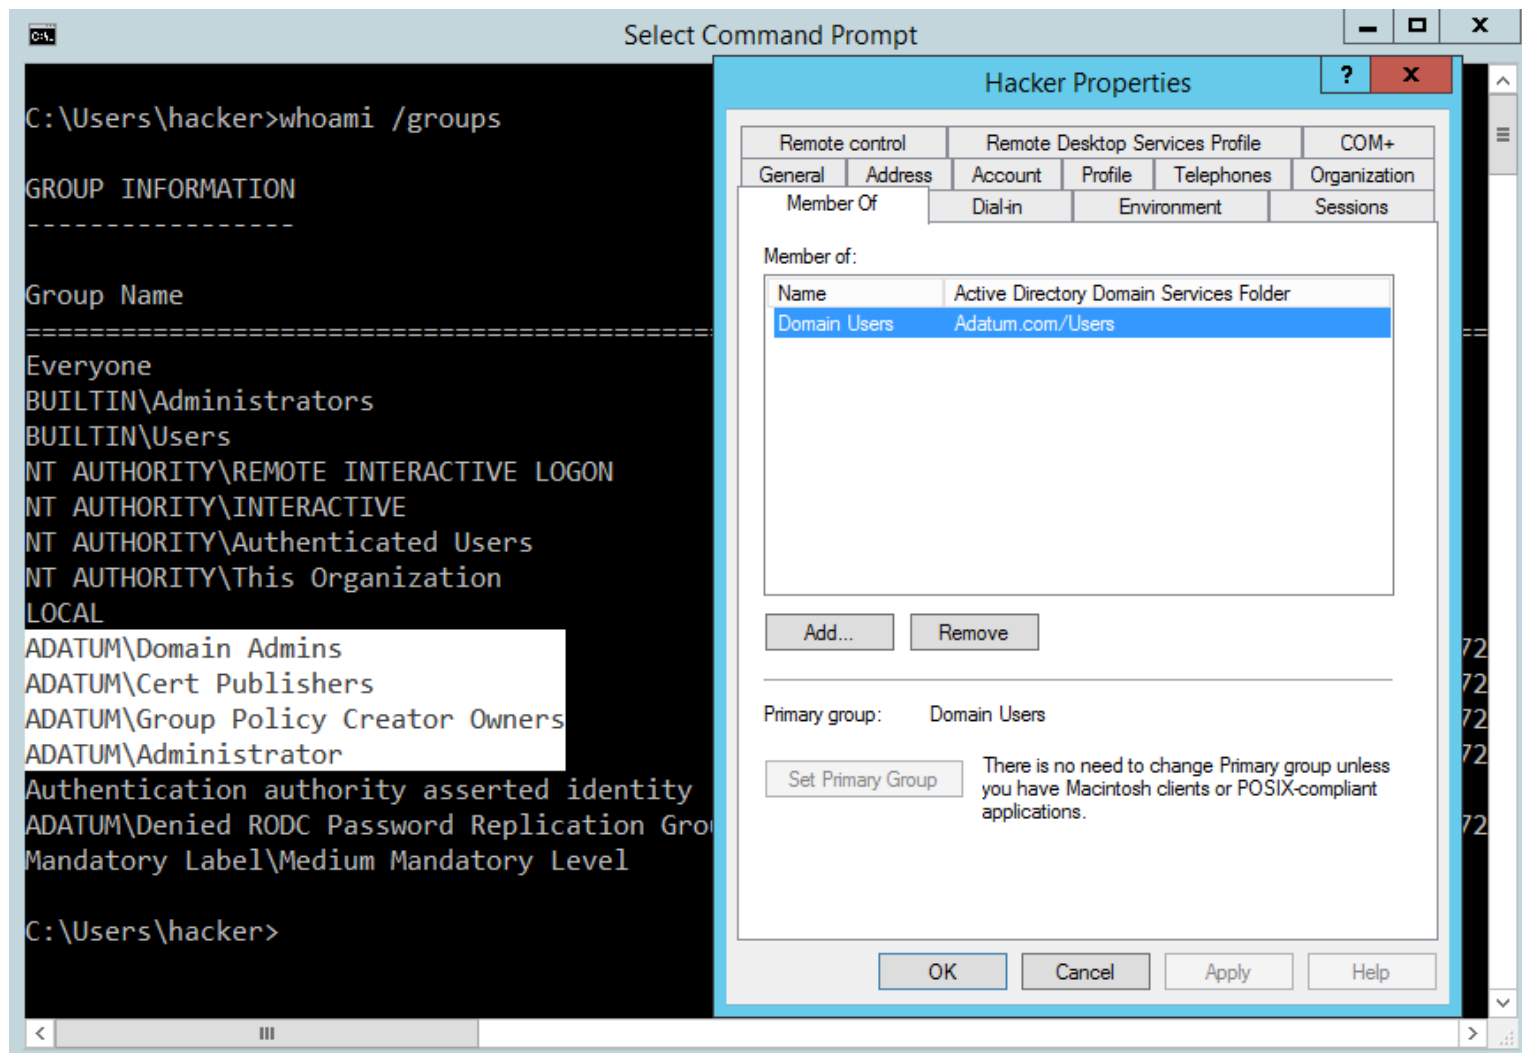 Select Command Prompt
C:\Users\hacker>whoami /groups
GROUP INFORMATION
-----------------
Group Name
===========================================
==
Everyone
BUILTIN\Administrators
BUILTIN\Users
NT AUTHORITY\REMOTE INTERACTIVE LOGON
NT AUTHORITY\INTERACTIVE
NT AUTHORITY\Authenticated Users
NT AUTHORITY\This Organization
LOCAL
ADATUM\Domain Admins
72
ADATUM\Cert Publishers
72
ADATUM\Group Policy Creator Owners
72
ADATUM\Administrator
72
Authentication authority asserted identity
ADATUM\Denied RODC Password Replication Grou
72
Mandatory Label\Medium Mandatory Level
C:\Users\hacker>
Hacker Properties
Remote control Remote Desktop Services Profile COM+
General Address Account Profile Telephones Organization
Member Of Dial-in Environment Sessions
Member of:
Name Active Directory Domain Services Folder
Domain Users Adatum.com/Users
Add... Remove
Primary group: Domain Users
Set Primary Group
There is no need to change Primary group unless
you have Macintosh clients or POSIX-compliant
applications.
OK Cancel Apply Help